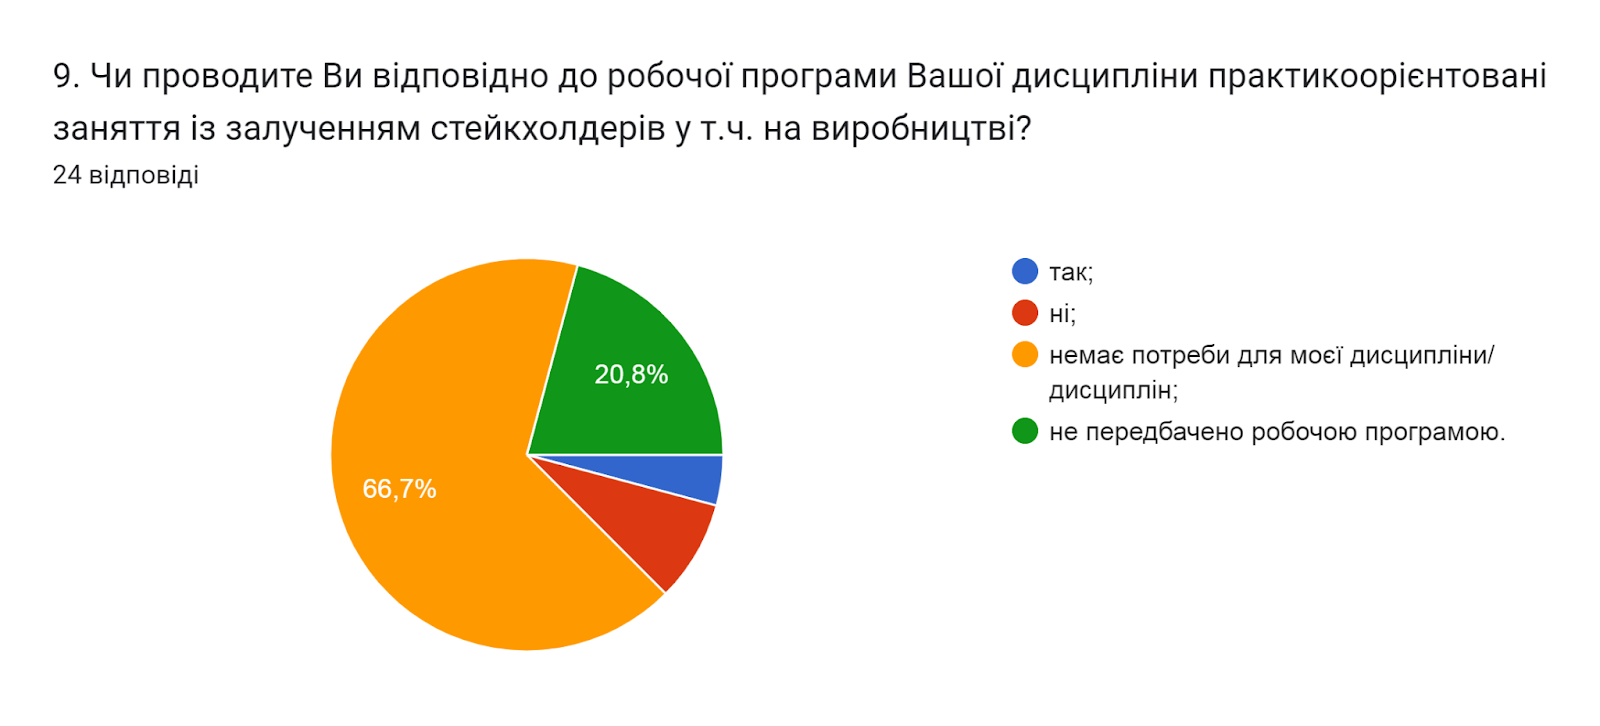 9. Чи проводите Ви відповідно до робочої програми Вашої дисципліни практикоорієнтовані
заняття із залученням стейкхолдерів у т.ч. на виробництві?
24 відповіді
так;
ні;
немає потреби для моєї дисципліни/
дисциплін;
не передбачено робочою програмою.
20,8%
66,7%